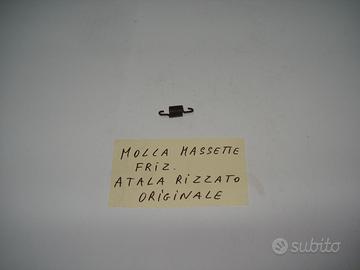 MOLLA MASSETTE
FRIZ.
ATALA RIZZATO
ORIGINALE
subito